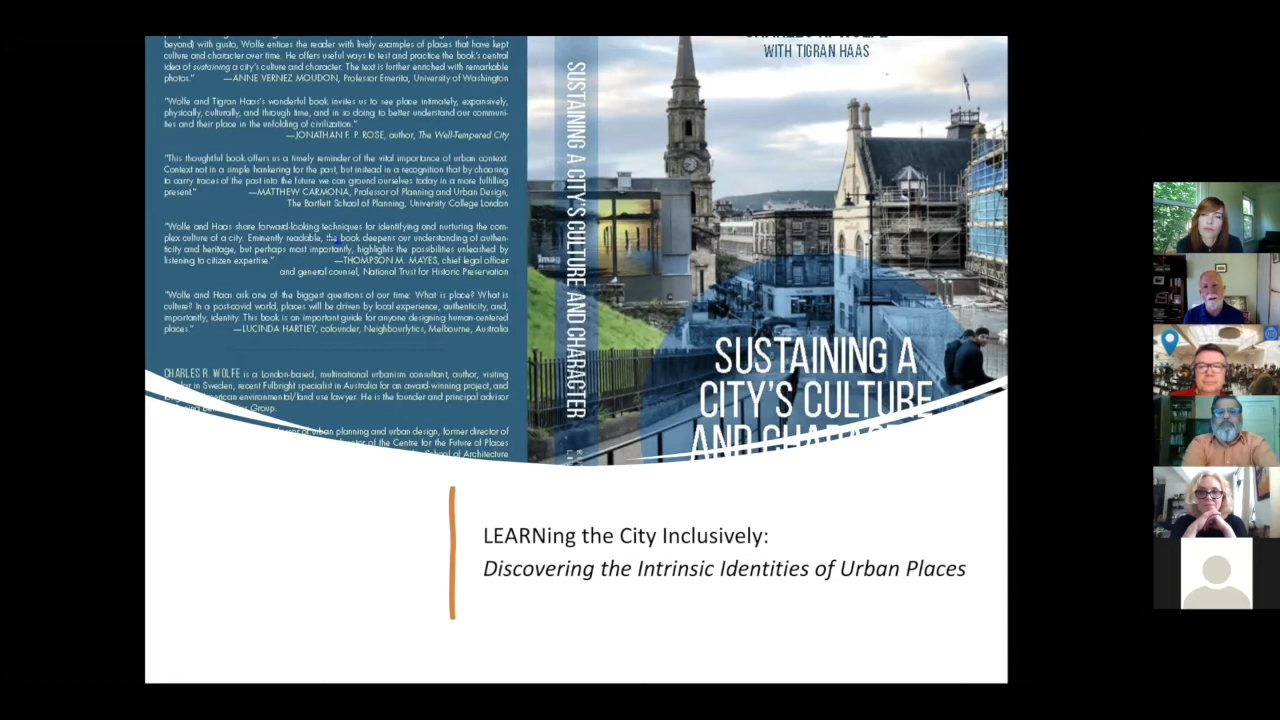 beyond) with gusto, Wolfe entices the reader with lively examples of places that have kept
culture and character over time. He offers useful ways to test and practice the book's central
idea of sustaining a city's culture and character. The text is further enriched with remarkable
photos." —ANNE VERNEZ MOUDON, Professor Emerita, University of Washington
"Wolfe and Tigran Haas's wonderful book invites us to see place intimately, expansively,
physically, culturally, and through time, and in so doing to better understand our communi-
ties and their place in the unfolding of civilization."
—JONATHAN F. P. ROSE, author, The Well-Tempered City
"This thoughtful book offers us a timely reminder of the vital importance of urban context.
Context not in a simple hankering for the past, but instead in a recognition that by choosing
to carry traces of the past into the future we can ground ourselves today in a more fulfilling
present." —MATTHEW CARMONA, Professor of Planning and Urban Design,
The Bartlett School of Planning, University College London
"Wolfe and Haas share forward-looking techniques for identifying and nurturing the com-
plex culture of a city. Eminently readable, the book deepens our understanding of authen-
ticity and heritage, but perhaps most importantly, highlights the possibilities unleashed by
listening to citizen expertise." —THOMPSON M. MAYES, chief legal officer
and general counsel, National Trust for Historic Preservation
"Wolfe and Haas ask one of the biggest questions of our time: What is place? What is
culture? In a post-covid world, places will be driven by local experience, authenticity, and,
importantly, identity. This book is an important guide for anyone designing human-centered
places." —LUCINDA HARTLEY, cofounder, Neighbourlytics, Melbourne, Australia
CHARLES R. WOLFE is a London-based, multinational urbanism consultant, author, visiting
in Sweden, recent Fulbright specialist in Australia for an award-winning project, and
American environmental/land use lawyer. He is the founder and principal advisor
Group.
of urban planning and urban design, former director of
of the Centre for the Future of Places
School of Architecture
SUSTAINING A CITY'S CULTURE AND CHARACTER
WITH TIGRAN HAAS
imag
SUSTAINING A
CITY'S CULTURE
AND
LEARNing the City Inclusively:
Discovering the Intrinsic Identities of Urban Places